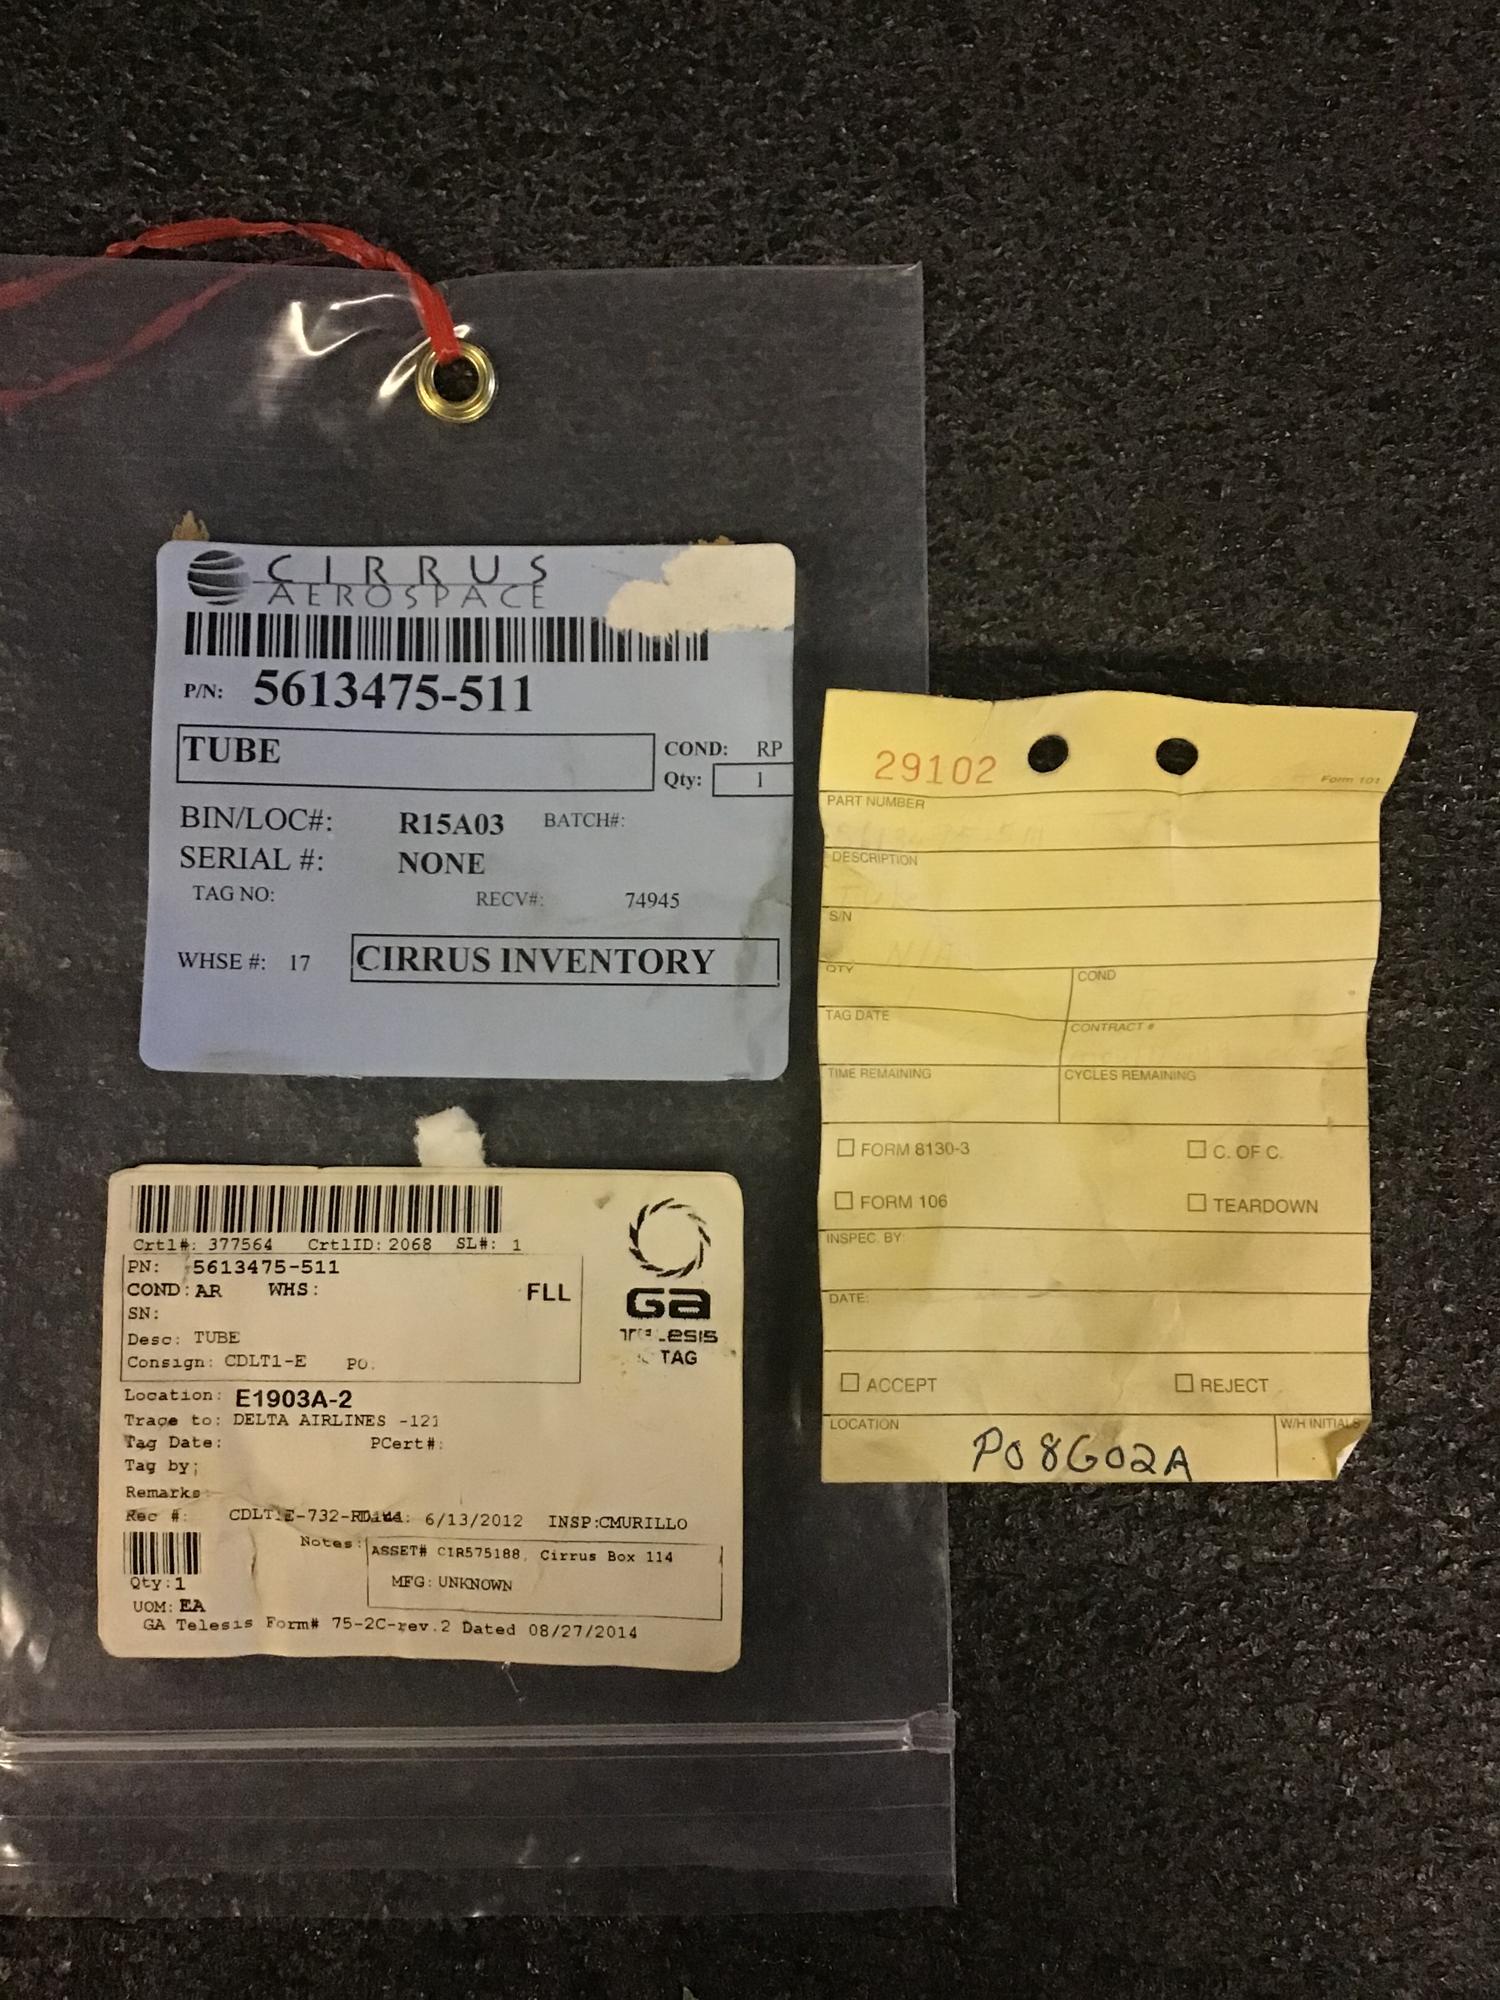 CIRRUS
AEROSPACE
P/N: 5613475-511
TUBE
COND: RP
Qty: 1
BIN/LOC#: R15A03 BATCH#:
SERIAL #: NONE
TAG NO: RECV#: 74945
WHSE #: 17 CIRRUS INVENTORY
Crtl#: 377564 CrtlID: 2068 SL#: 1
PN: 5613475-511
COND: AR WHS: FLL
SN:
Desc: TUBE
Consign: CDLT1-E PO:
GA
TELESIS
TAG
Location: E1903A-2
Trace to: DELTA AIRLINES -121
Tag Date: PCert#:
Tag by:
Remarks:
Rec #: 6/13/2012 INSP:CMURILLO
Notes: ASSET# CIR575188, Cirrus Box 114
MFG: UNKNOWN
Qty:1
UOM: EA
GA Telesis Form# 75-2C-rev.2 Dated 08/27/2014
29102
Form 101
PART NUMBER
DESCRIPTION
S/N
N/A
QTY COND
TAG DATE CONTRACT #
TIME REMAINING CYCLES REMAINING
FORM 8130-3 C. OF C.
FORM 106 TEARDOWN
INSPEC. BY:
DATE:
ACCEPT REJECT
LOCATION W/H INITIALS
P08G02A